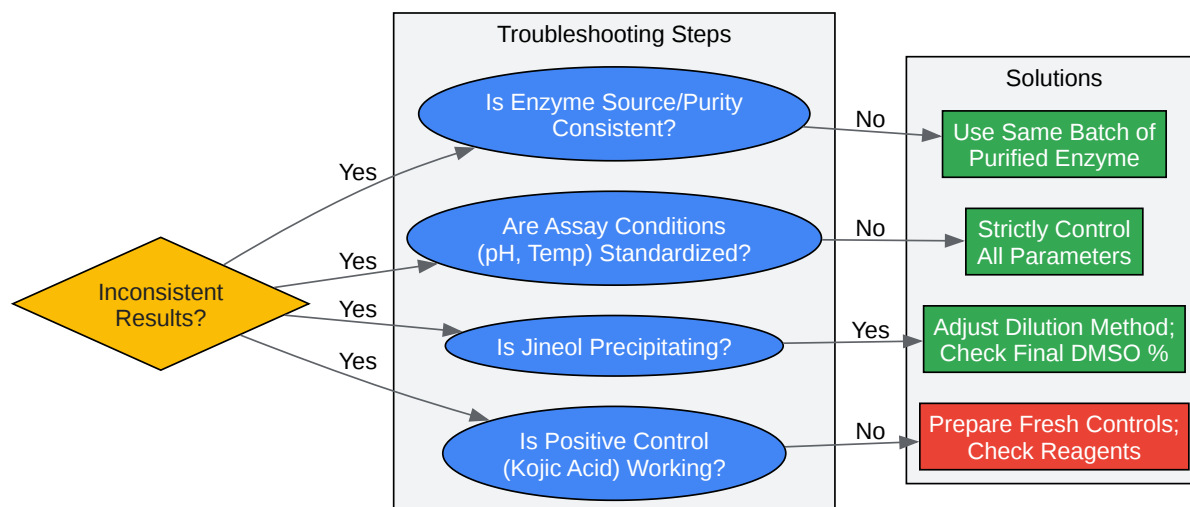 Troubleshooting Steps
Solutions
Inconsistent
Results?
Yes
Yes
Yes
Yes
Is Enzyme Source/Purity
Consistent?
No
Use Same Batch of
Purified Enzyme
Are Assay Conditions
(pH, Temp) Standardized?
No
Strictly Control
All Parameters
Is Jineol Precipitating?
Yes
Adjust Dilution Method;
Check Final DMSO %
Is Positive Control
(Kojic Acid) Working?
No
Prepare Fresh Controls;
Check Reagents